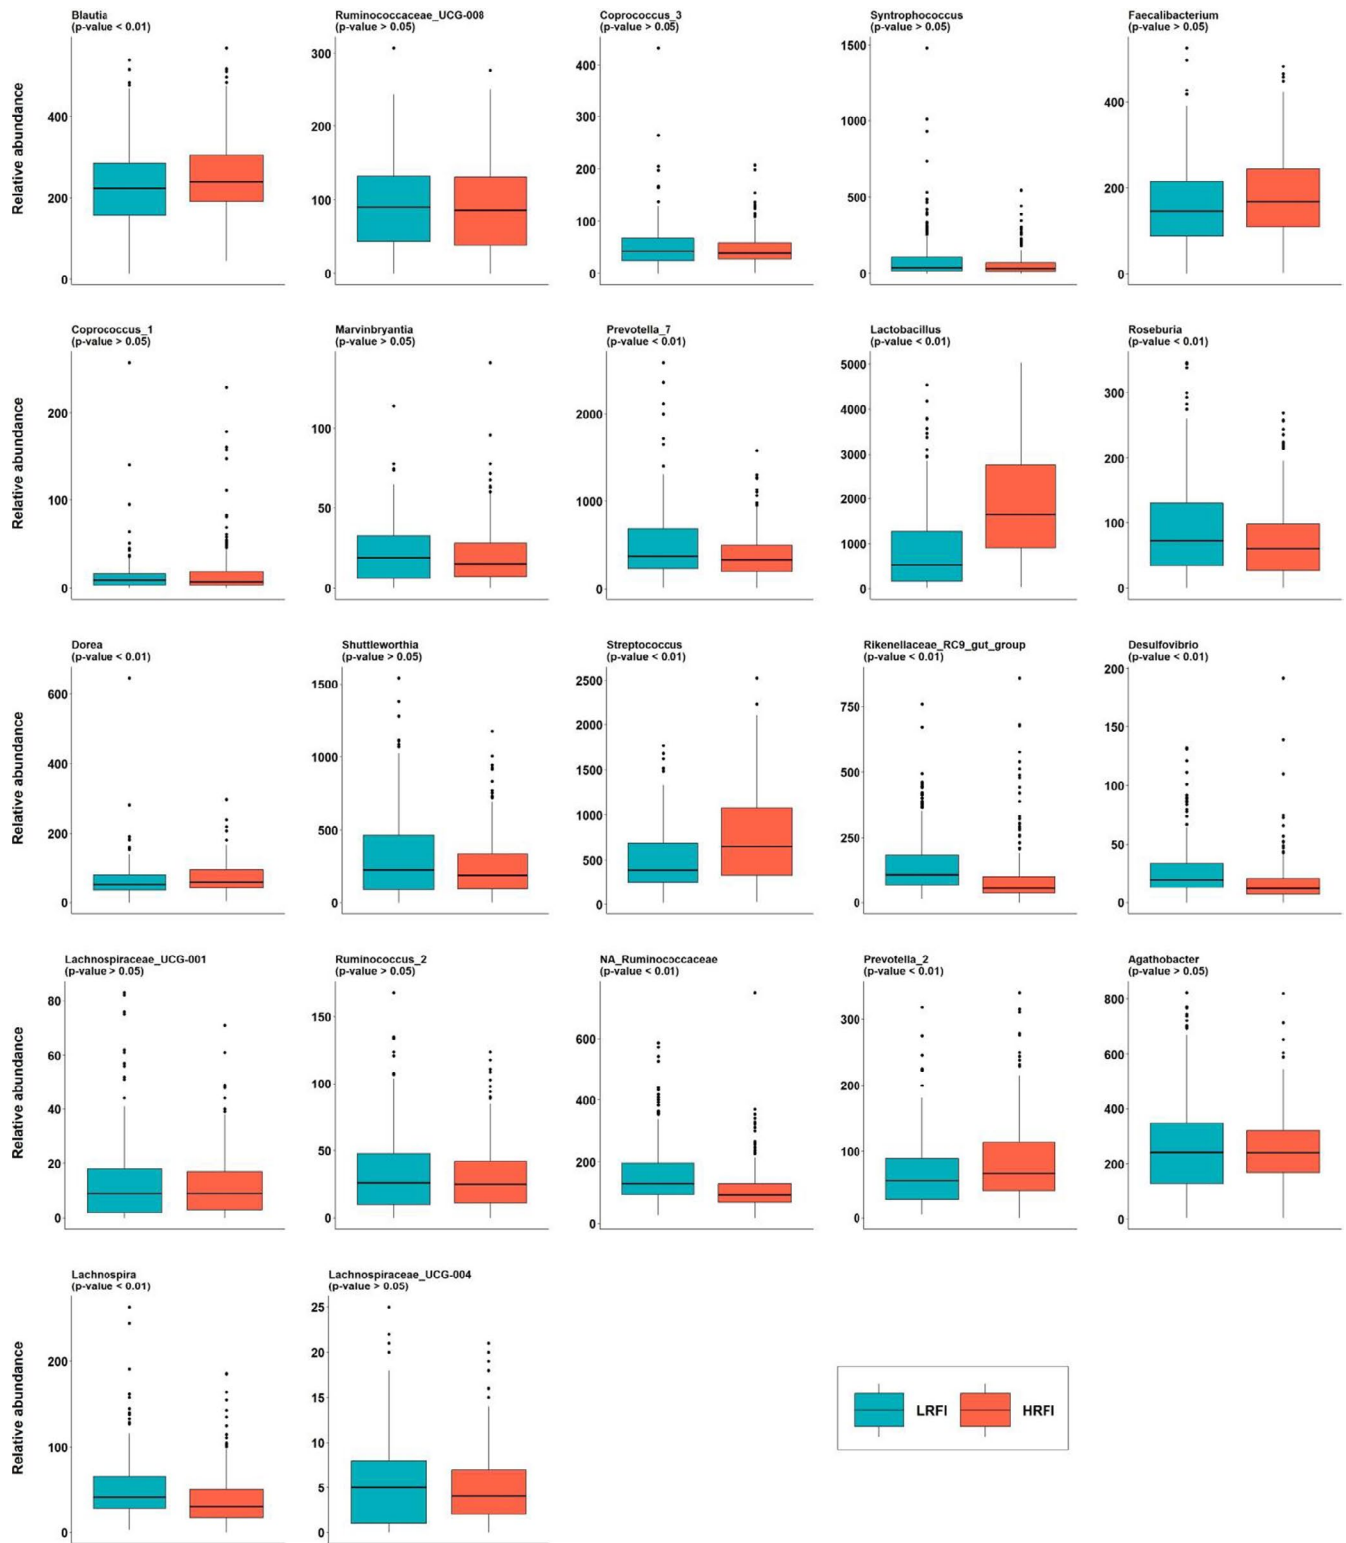 Blautia
(p-value < 0.01)
Relative abundance
400
200
0
Ruminococcaceae_UCG-008
(p-value > 0.05)
300
200
100
0
Coprococcus_3
(p-value > 0.05)
400
300
200
100
0
Syntrophococcus
(p-value > 0.05)
1500
1000
500
0
Faecalibacterium
(p-value > 0.05)
400
200
0
Coprococcus_1
(p-value > 0.05)
Relative abundance
200
100
0
Marvinbryantia
(p-value > 0.05)
100
50
0
Prevotella_7
(p-value < 0.01)
2000
1000
0
Lactobacillus
(p-value < 0.01)
5000
4000
3000
2000
1000
0
Roseburia
(p-value < 0.01)
300
200
100
0
Dorea
(p-value < 0.01)
Relative abundance
600
400
200
0
Shuttleworthia
(p-value > 0.05)
1500
1000
500
0
Streptococcus
(p-value < 0.01)
2500
2000
1500
1000
500
0
Rikenellaceae_RC9_gut_group
(p-value < 0.01)
750
500
250
0
Desulfovibrio
(p-value < 0.01)
200
150
100
50
0
Lachnospiraceae_UCG-001
(p-value > 0.05)
Relative abundance
80
60
40
20
0
Ruminococcus_2
(p-value > 0.05)
150
100
50
0
NA_Ruminococcaceae
(p-value < 0.01)
600
400
200
0
Prevotella_2
(p-value < 0.01)
300
200
100
0
Agathobacter
(p-value > 0.05)
800
600
400
200
0
Lachnospira
(p-value < 0.01)
Relative abundance
200
100
0
Lachnospiraceae_UCG-004
(p-value > 0.05)
25
20
15
10
5
0
LRFI
HRFI